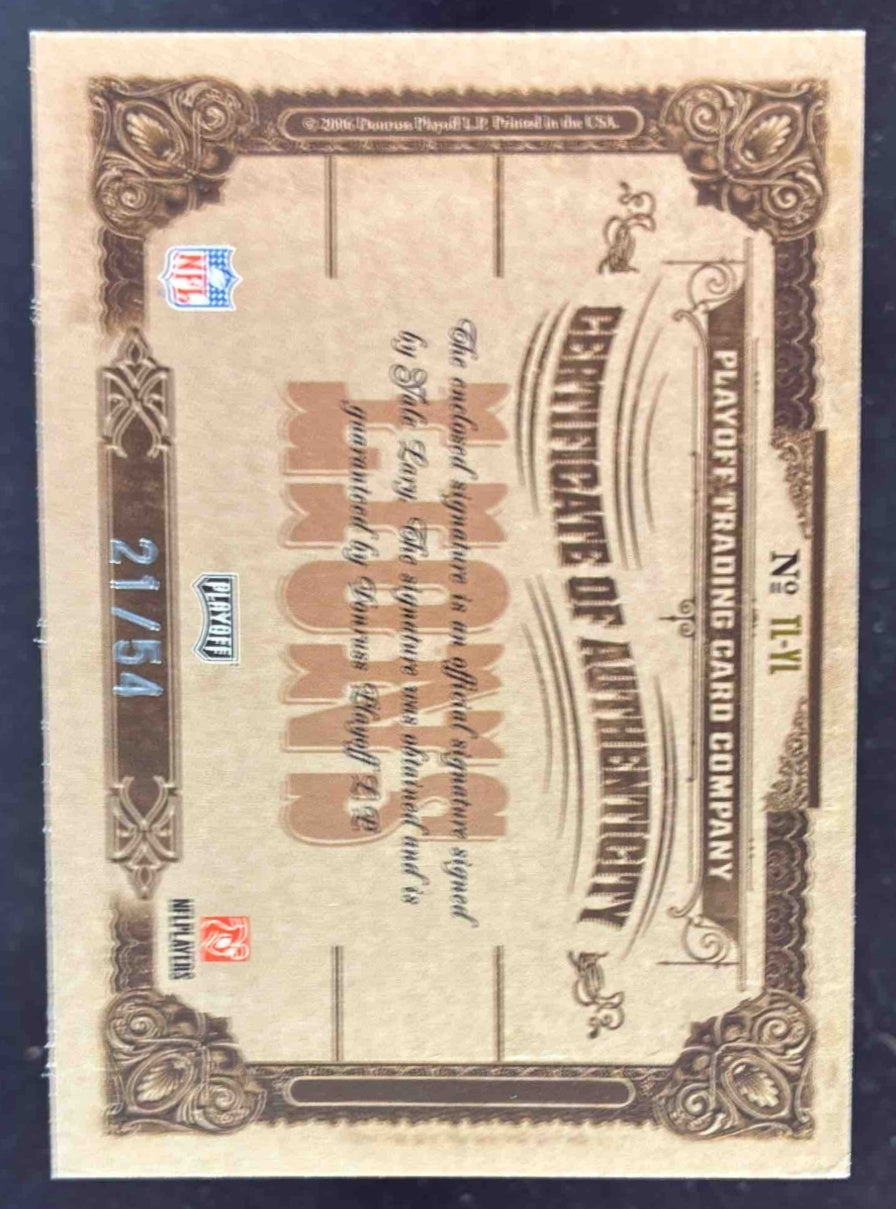 Nº TL-YL
PLAYOFF TRADING CARD COMPANY
CERTIFICATE OF AUTHENTICITY
LIONS
The enclosed signature is an official signature signed
by Yale Lary. The signature was obtained and is
guaranteed by Donruss Playoff L.P.
NFL
PLAYOFF
NFL PLAYERS
21/54
© 2006 Donruss Playoff L.P. Printed in the USA.